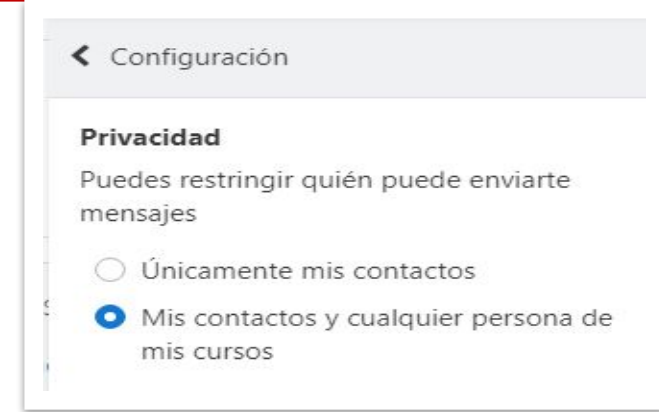 Configuración
Privacidad
Puedes restringir quién puede enviarte
mensajes
Únicamente mis contactos
Mis contactos y cualquier persona de
mis cursos